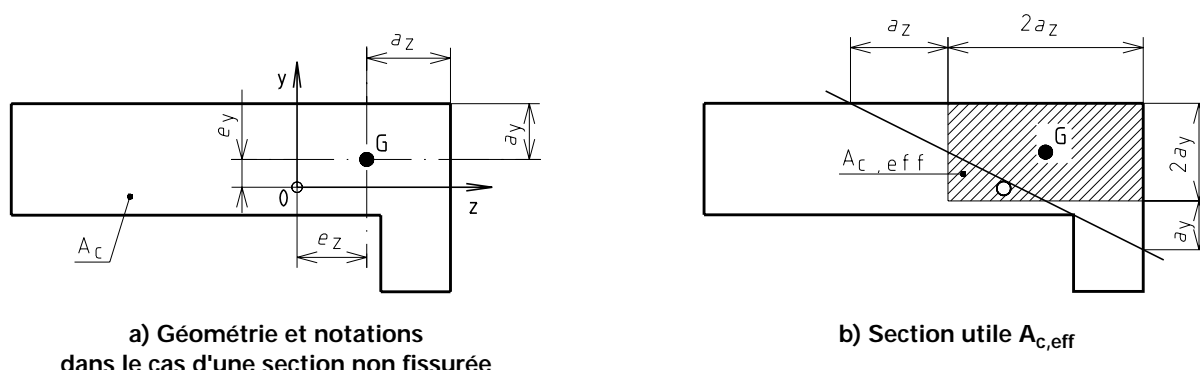 a_z
y
e_y
G
a_y
0
z
A_c
e_z
a) Géométrie et notations
dans le cas d'une section non fissurée
a_z
2a_z
G
A_c,eff
2a_y
a_y
b) Section utile A_c,eff